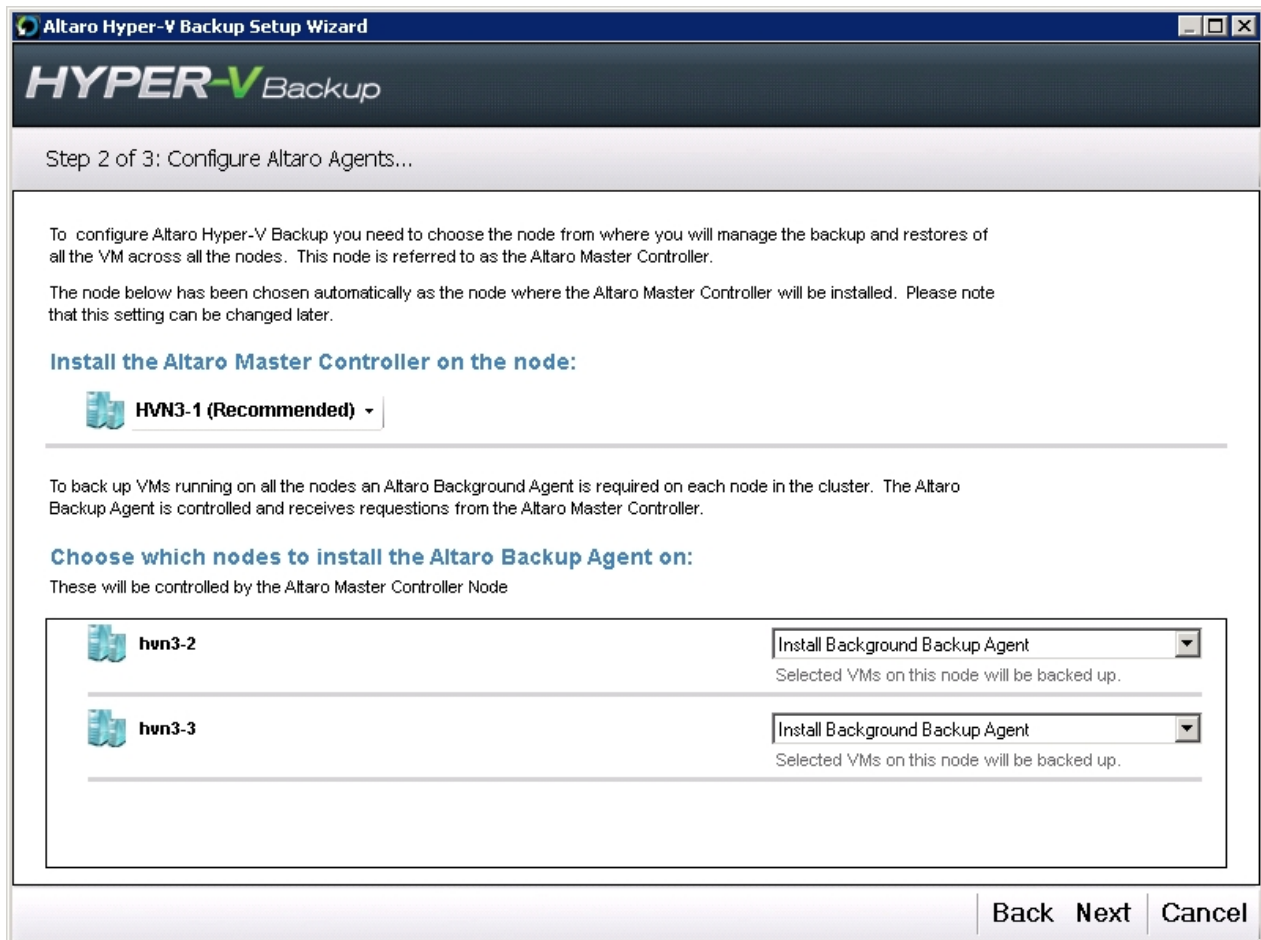 Altaro Hyper-V Backup Setup Wizard
HYPER-V Backup
Step 2 of 3: Configure Altaro Agents...
To configure Altaro Hyper-V Backup you need to choose the node from where you will manage the backup and restores of
all the VM across all the nodes. This node is referred to as the Altaro Master Controller.
The node below has been chosen automatically as the node where the Altaro Master Controller will be installed. Please note
that this setting can be changed later.
Install the Altaro Master Controller on the node:
HVN3-1 (Recommended)
To back up VMs running on all the nodes an Altaro Background Agent is required on each node in the cluster. The Altaro
Backup Agent is controlled and receives requestions from the Altaro Master Controller.
Choose which nodes to install the Altaro Backup Agent on:
These will be controlled by the Altaro Master Controller Node
hvn3-2 Install Background Backup Agent
Selected VMs on this node will be backed up.
hvn3-3 Install Background Backup Agent
Selected VMs on this node will be backed up.
Back Next Cancel